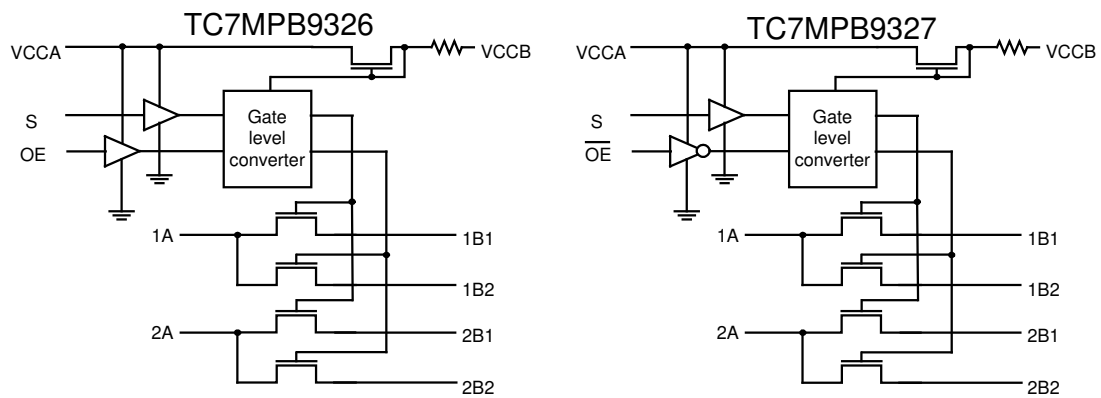 TC7MPB9326
VCCA
VCCB
S
OE
Gate
level
converter
1A
1B1
1B2
2A
2B1
2B2
TC7MPB9327
VCCA
VCCB
S
O̅E̅
Gate
level
converter
1A
1B1
1B2
2A
2B1
2B2